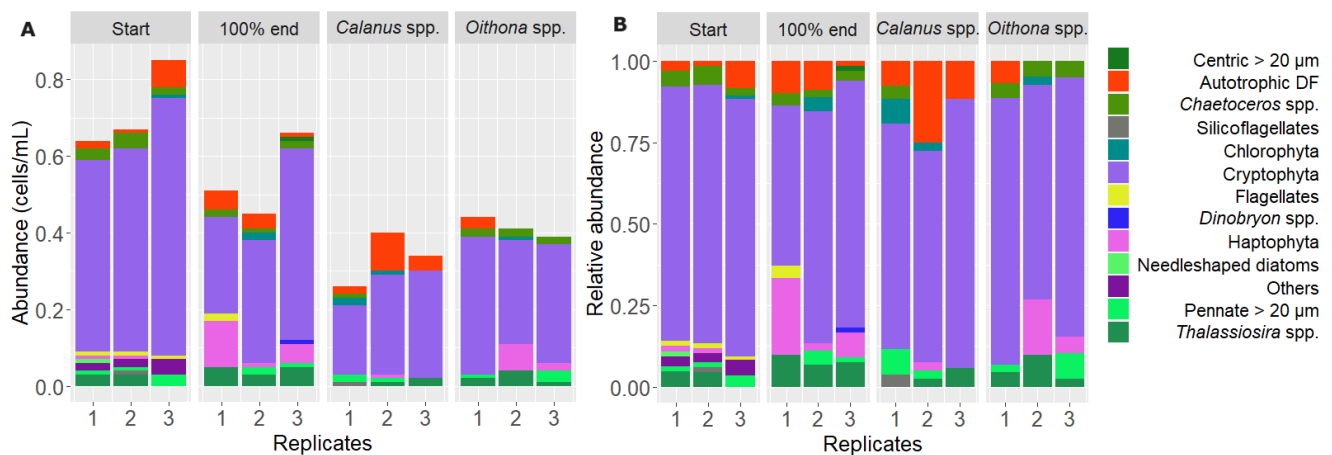 A
Start
100% end
Calanus spp.
Oithona spp.
Abundance (cells/mL)
0.8
0.6
0.4
0.2
0.0
1 2 3 1 2 3 1 2 3 1 2 3
Replicates
B
Start
100% end
Calanus spp.
Oithona spp.
Relative abundance
1.00
0.75
0.50
0.25
0.00
1 2 3 1 2 3 1 2 3 1 2 3
Replicates
Centric > 20 µm
Autotrophic DF
Chaetoceros spp.
Silicoflagellates
Chlorophyta
Cryptophyta
Flagellates
Dinobryon spp.
Haptophyta
Needleshaped diatoms
Others
Pennate > 20 µm
Thalassiosira spp.